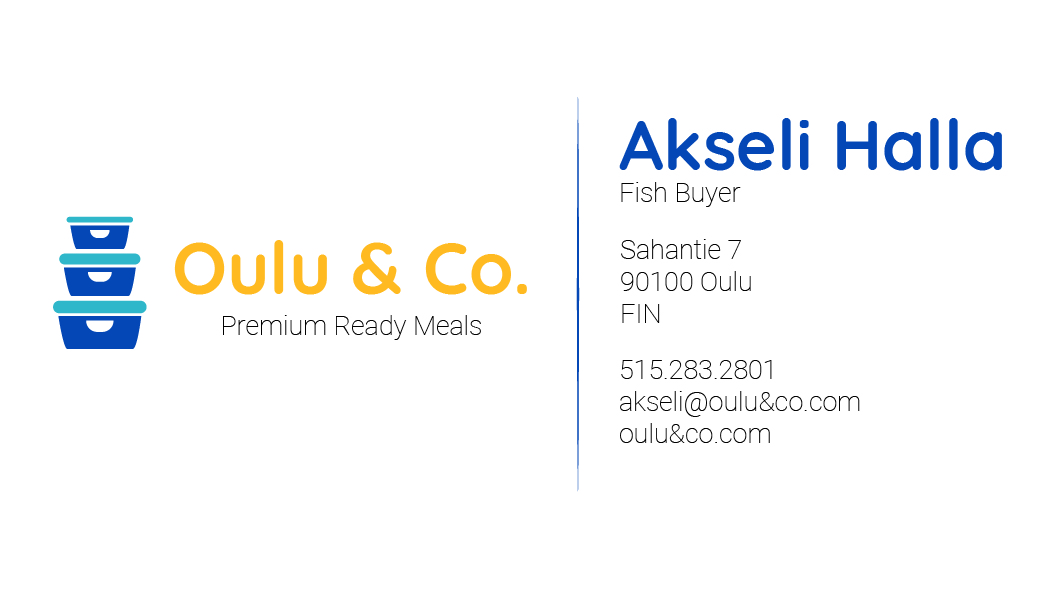 Oulu & Co.
Premium Ready Meals
Akseli Halla
Fish Buyer
Sahantie 7
90100 Oulu
FIN
515.283.2801
akseli@oulu&co.com
oulu&co.com